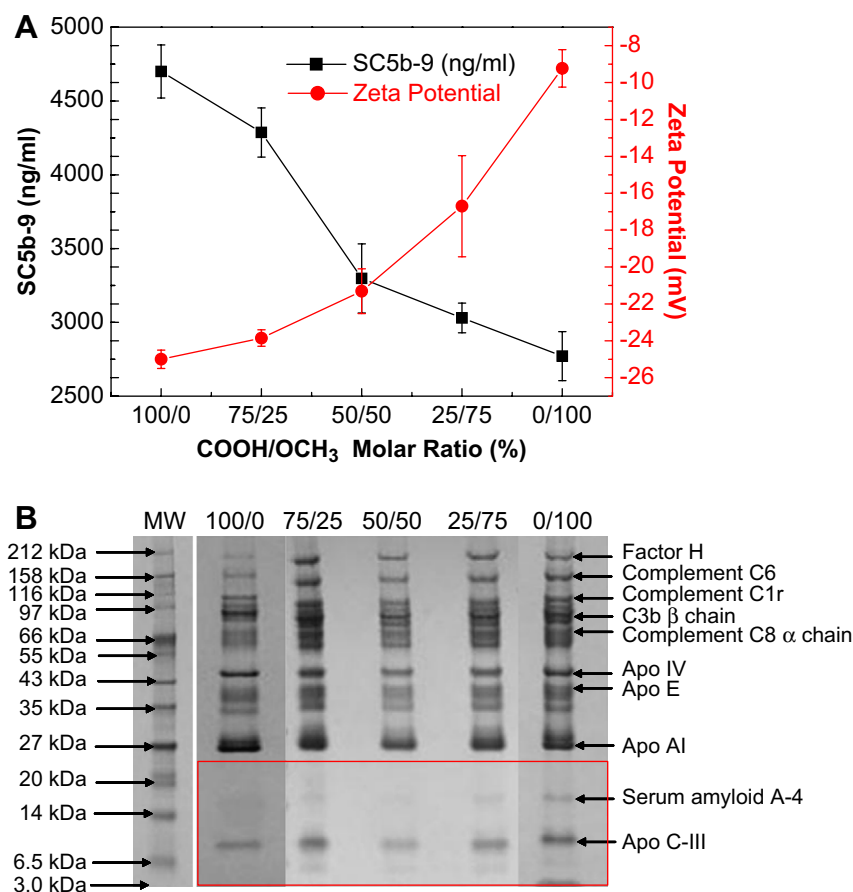 A
SC5b-9 (ng/ml)
Zeta Potential
5000
4500
4000
3500
3000
2500
SC5b-9 (ng/ml)
-8
-9
-10
-12
-14
-16
-18
-20
-21
-22
-24
-25
-26
Zeta Potential (mV)
100/0 75/25 50/50 25/75 0/100
COOH/OCH₃ Molar Ratio (%)
B
MW 100/0 75/25 50/50 25/75 0/100
212 kDa
158 kDa
116 kDa
97 kDa
66 kDa
55 kDa
43 kDa
35 kDa
27 kDa
20 kDa
14 kDa
6.5 kDa
3.0 kDa
Factor H
Complement C6
Complement C1r
C3b β chain
Complement C8 α chain
Apo IV
Apo E
Apo AI
Serum amyloid A-4
Apo C-III